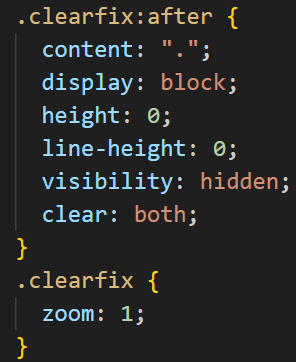 .clearfix:after {
  content: ".";
  display: block;
  height: 0;
  line-height: 0;
  visibility: hidden;
  clear: both;
}
.clearfix {
  zoom: 1;
}